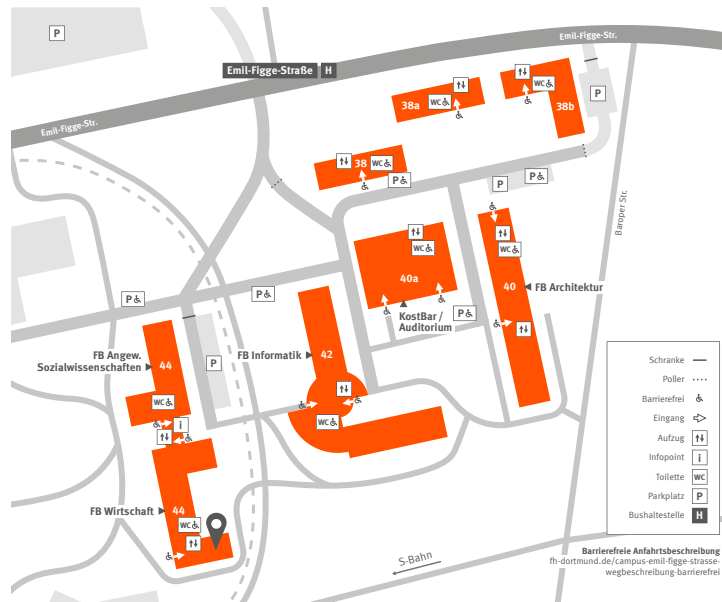 P
Emil-Figge-Str.
Emil-Figge-Straße H
38a
WC
38b
P
Emil-Figge-Str.
38
WC
WC
P
P
P
Baroper Str.
WC
40a
WC
40
FB Architektur
P
P
P
KostBar /
Auditorium
FB Angew.
Sozialwissenschaften
44
P
FB Informatik
42
WC
WC
i
FB Wirtschaft
44
WC
S-Bahn
Schranke
Poller
Barrierefrei
Eingang
Aufzug
Infopoint i
Toilette WC
Parkplatz P
Bushaltestelle H
Barrierefreie Anfahrtsbeschreibung
fh-dortmund.de/campus-emil-figge-strasse-
wegbeschreibung-barrierefrei